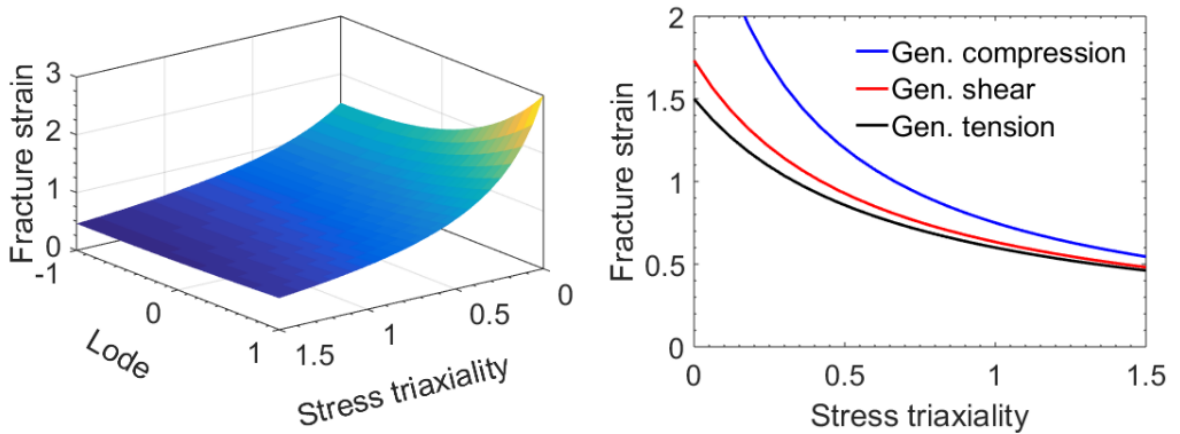 3
2
1
0
Fracture strain
-1
0
1
Lode
1.5
1
0.5
0
Stress triaxiality
2
1.5
1
0.5
0
Fracture strain
Gen. compression
Gen. shear
Gen. tension
0
0.5
1
1.5
Stress triaxiality